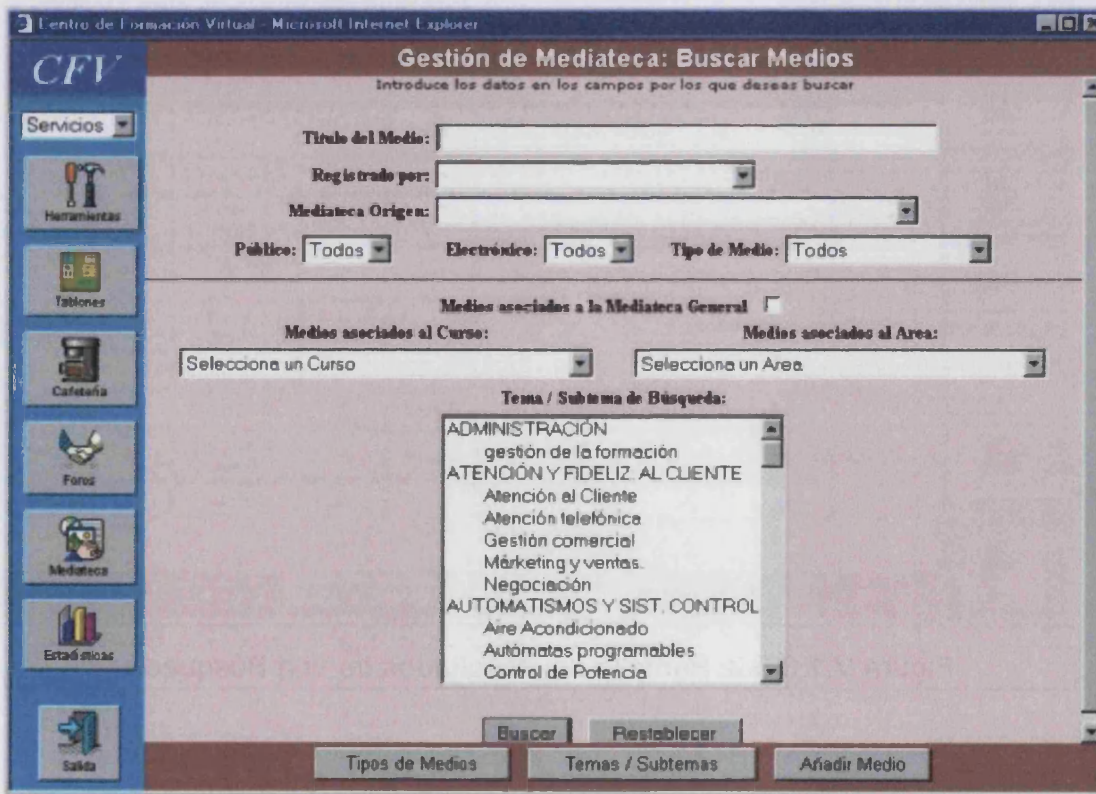 Centro de Formación Virtual - Microsoft Internet Explorer
CFV
Servicios
Herramientas
Tablones
Cafetería
Foros
Mediateca
Estadísticas
Salida
Gestión de Mediateca: Buscar Medios
Introduce los datos en los campos por los que deseas buscar
Titulo del Medio:
Registrado por:
Mediateca Origen:
Público: Todos Electrónico: Todos Tipo de Medio: Todos
Medios asociados a la Mediateca General
Medios asociados al Curso: Medios asociados al Area:
Selecciona un Curso Selecciona un Area
Tema / Subtema de Búsqueda:
ADMINISTRACIÓN
gestión de la formación
ATENCIÓN Y FIDELIZ. AL CLIENTE
Atención al Cliente
Atención telefónica
Gestión comercial
Márketing y ventas.
Negociación
AUTOMATISMOS Y SIST. CONTROL
Aire Acondicionado
Autómatas programables
Control de Potencia
Buscar Restablecer
Tipos de Medios Temas / Subtemas Añadir Medio